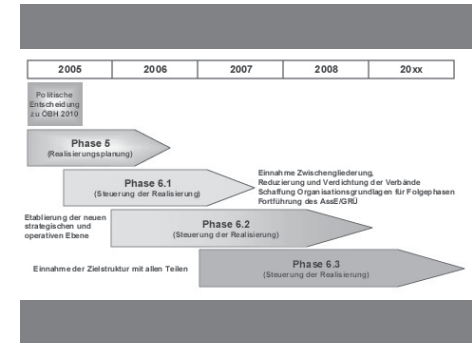 2005 2006 2007 2008 20xx
Politische
Entscheidung
zu ÖBH 2010
Phase 5
(Realisierungsplanung)
Phase 6.1
(Steuerung der Realisierung)
Einnahme Zwischengliederung,
Reduzierung und Verdichtung der Verbände
Schaffung Organisationsgrundlagen für Folgephasen
Fortführung des AssE/GRÜ
Etablierung der neuen
strategischen und
operativen Ebene
Phase 6.2
(Steuerung der Realisierung)
Einnahme der Zielstruktur mit allen Teilen
Phase 6.3
(Steuerung der Realisierung)